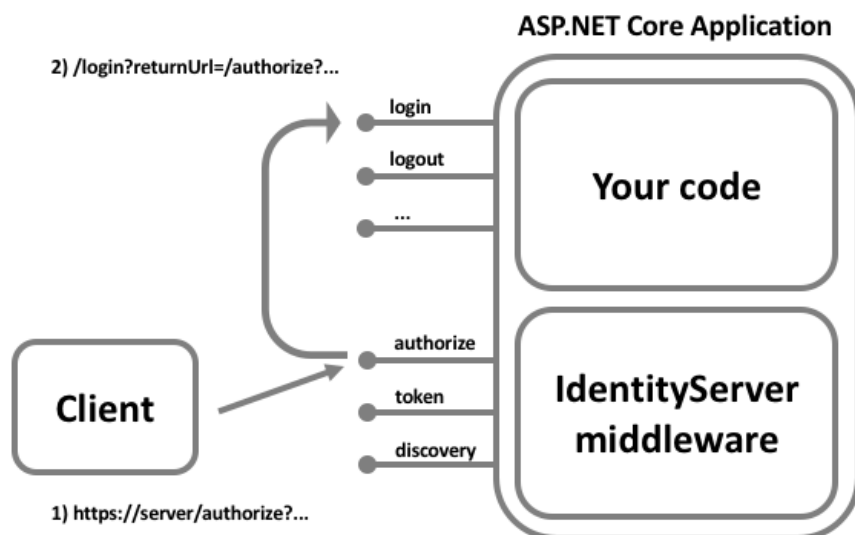 ASP.NET Core Application
2) /login?returnUrl=/authorize?...
login
logout
...
Your code
authorize
token
discovery
IdentityServer
middleware
Client
1) https://server/authorize?...